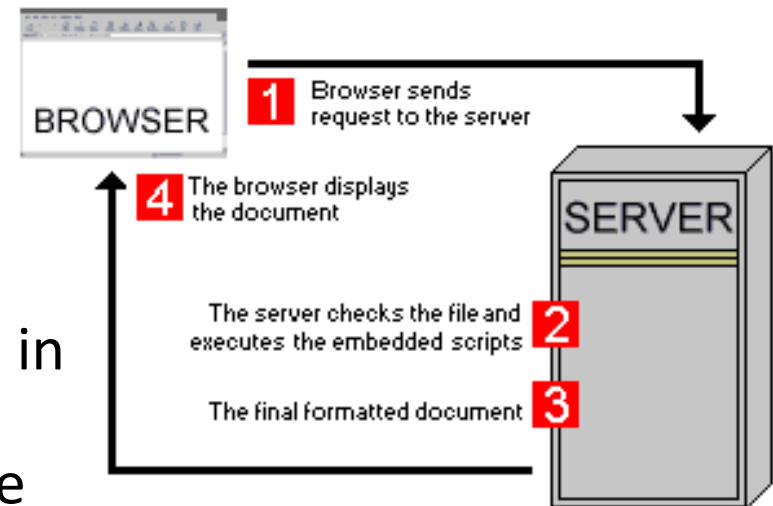 BROWSER
1 Browser sends
request to the server
4 The browser displays
the document
SERVER
The server checks the file and
executes the embedded scripts 2
in
The final formatted document 3
e